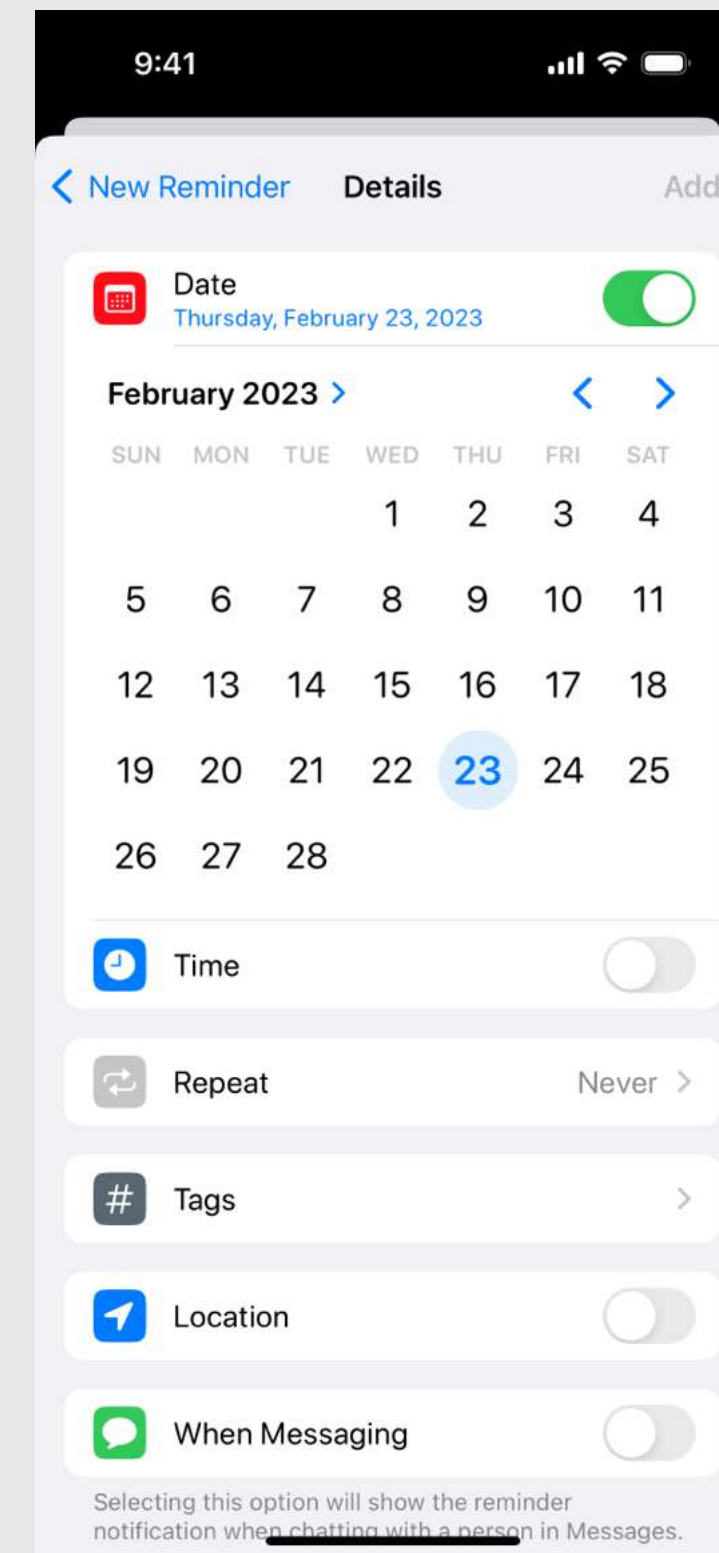 9:41
New Reminder Details Add
Date
Thursday, February 23, 2023
February 2023
SUN MON TUE WED THU FRI SAT
1 2 3 4
5 6 7 8 9 10 11
12 13 14 15 16 17 18
19 20 21 22 23 24 25
26 27 28
Time
Repeat Never
# Tags
Location
When Messaging
Selecting this option will show the reminder
notification when chatting with a person in Messages.